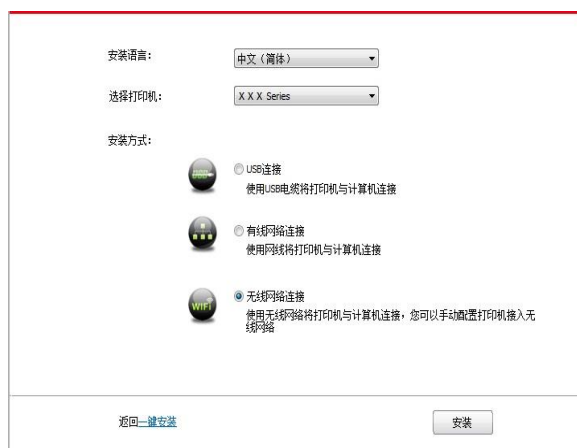 安装语言：
中文（简体）
选择打印机：
X X X Series
安装方式：
USB
USB连接
使用USB电缆将打印机与计算机连接
有线网络连接
使用网线将打印机与计算机连接
WiFi
无线网络连接
使用无线网络将打印机与计算机连接，您可以手动配置打印机接入无
线网络
返回一键安装
安装